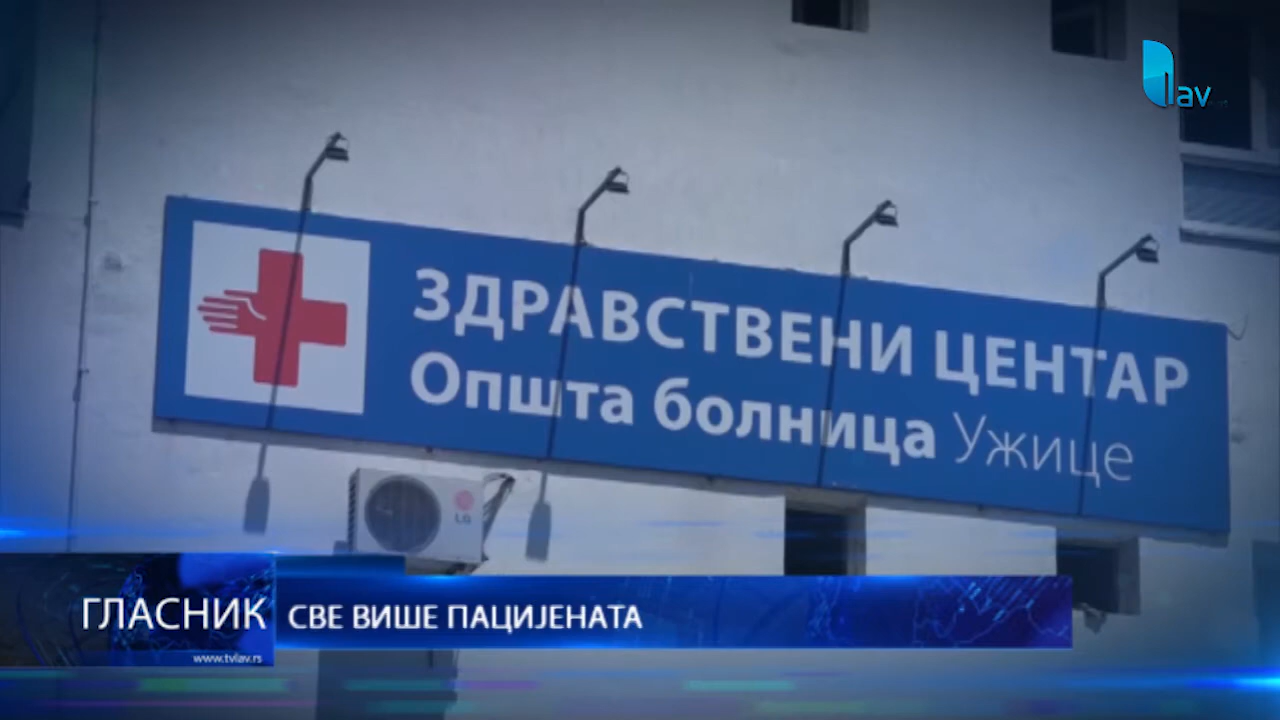 lav
ЗДРАВСТВЕНИ ЦЕНТАР
Општа болница Ужице
LG
ГЛАСНИК
СВЕ ВИШЕ ПАЦИЈЕНАТА
www.tvlav.rs